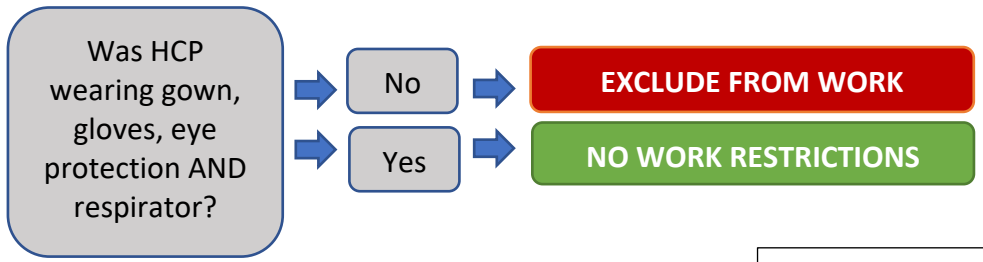 Was HCP
wearing gown,
gloves, eye
protection AND
respirator?
No
EXCLUDE FROM WORK
Yes
NO WORK RESTRICTIONS